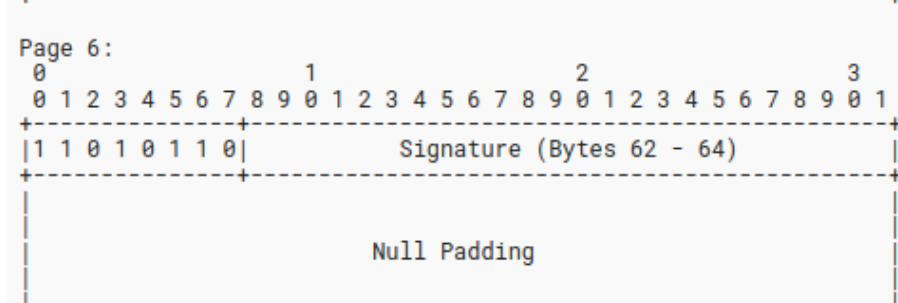 Page 6:
0 1 2 3
0 1 2 3 4 5 6 7 8 9 0 1 2 3 4 5 6 7 8 9 0 1 2 3 4 5 6 7 8 9 0 1
+---------------+-----------------------------------------------+
|1 1 0 1 0 1 1 0| Signature (Bytes 62 - 64) |
+---------------+-----------------------------------------------+
| |
| |
| Null Padding |
| |
| |